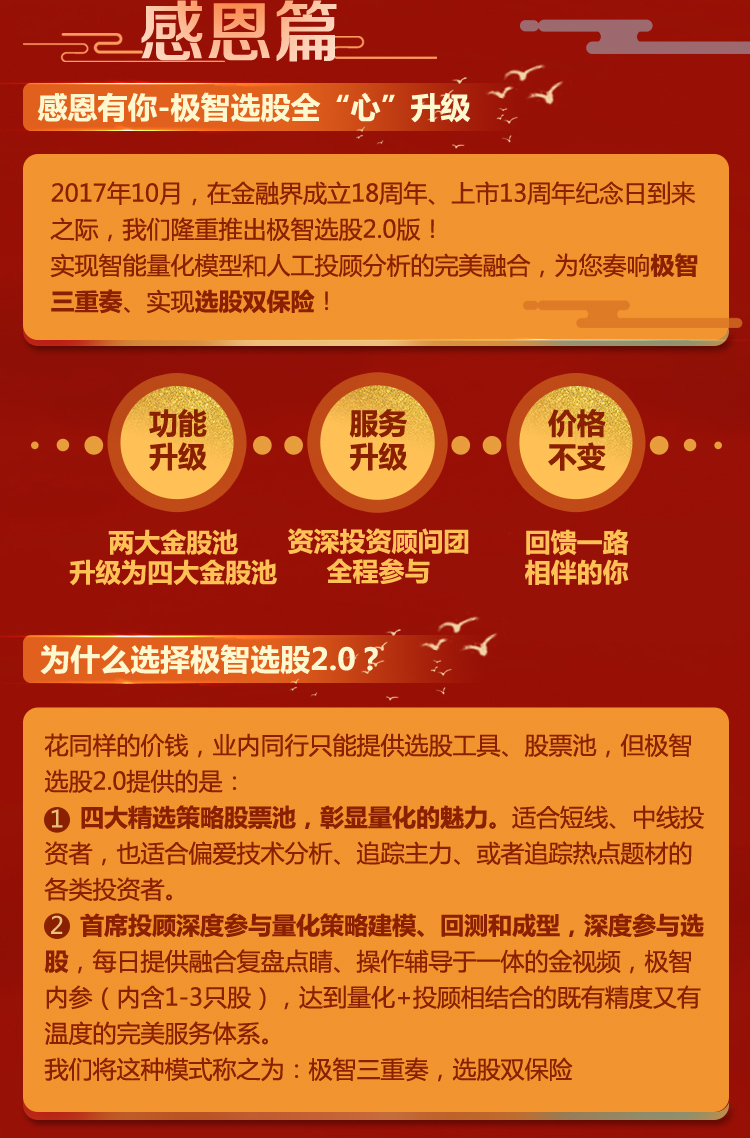 感恩篇
感恩有你-极智选股全“心”升级
2017年10月，在金融界成立18周年、上市13周年纪念日到来
之际，我们隆重推出极智选股2.0版！
实现智能量化模型和人工投顾分析的完美融合，为您奏响极智
三重奏、实现选股双保险！
功能
升级
服务
升级
价格
不变
两大金股池
升级为四大金股池
资深投资顾问团
全程参与
回馈一路
相伴的你
为什么选择极智选股2.0？
花同样的价钱，业内同行只能提供选股工具、股票池，但极智
选股2.0提供的是：
1 四大精选策略股票池，彰显量化的魅力。适合短线、中线投
资者，也适合偏爱技术分析、追踪主力、或者追踪热点题材的
各类投资者。
2 首席投顾深度参与量化策略建模、回测和成型，深度参与选
股，每日提供融合复盘点睛、操作辅导于一体的金视频，极智
内参（内含1-3只股），达到量化+投顾相结合的既有精度又有
温度的完美服务体系。
我们将这种模式称之为：极智三重奏，选股双保险